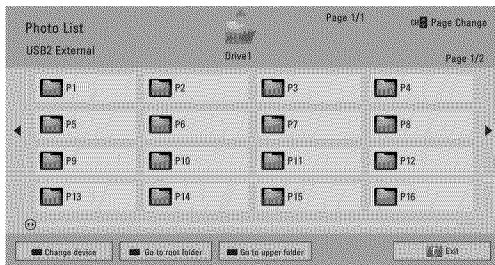 Photo List
Page 1/1
CH Page Change
USB2 External
Drive1
Page 1/2
P1 P2 P3 P4
P5 P6 P7 P8
P9 P10 P11 P12
P13 P14 P15 P16
Change device Go to root folder Go to upper folder Exit